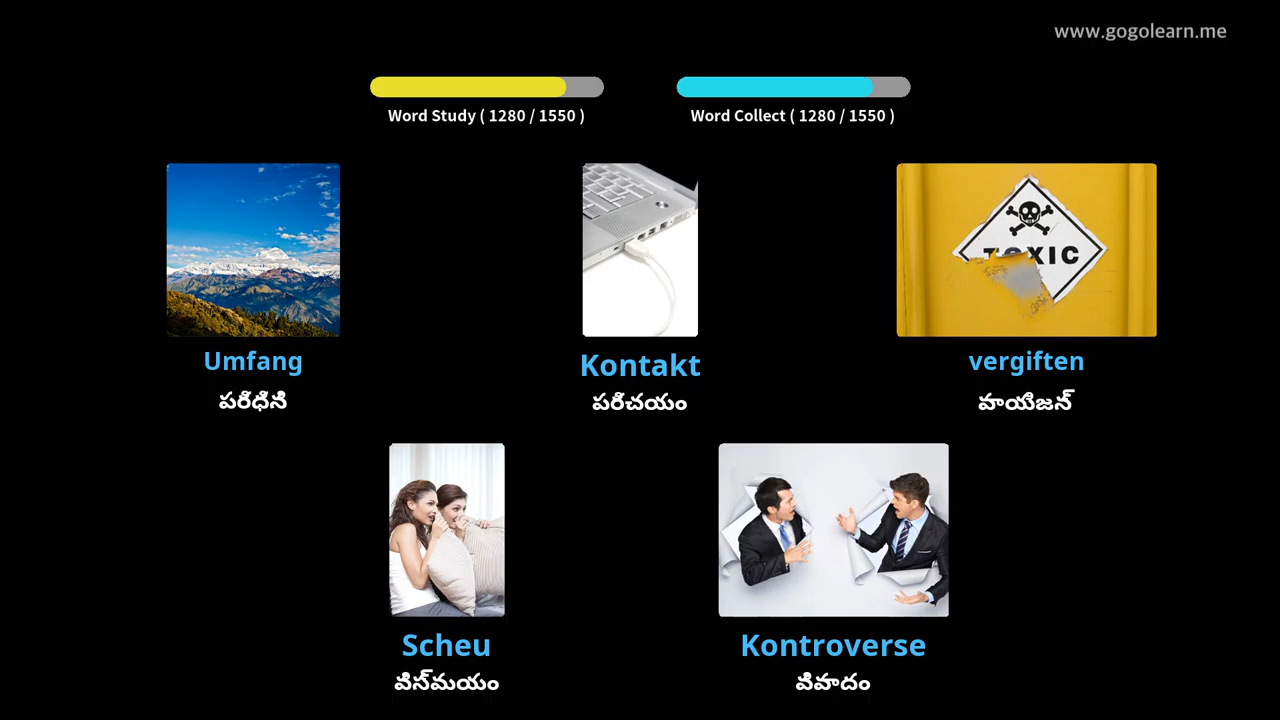 www.gogolearn.me
Word Study ( 1280 / 1550 )
Word Collect ( 1280 / 1550 )
TOXIC
Umfang
పరిధిని
Kontakt
పరిచయం
vergiften
వాయిజన్
Scheu
విస్మయం
Kontroverse
వివాదం